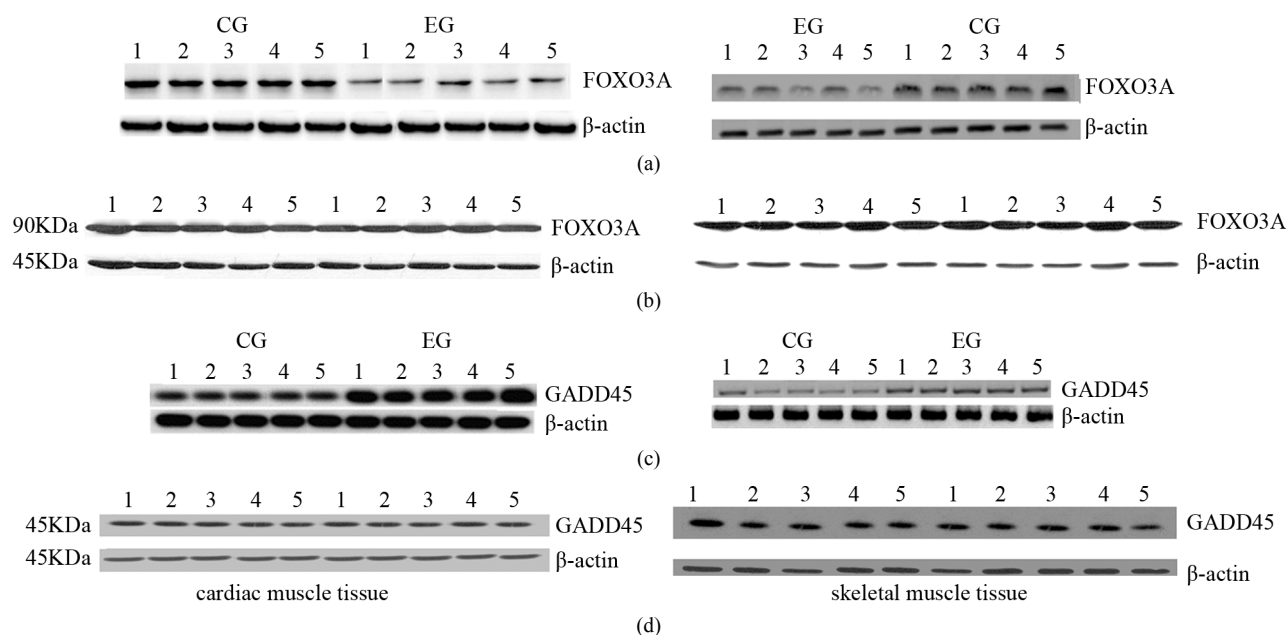 CG EG
1 2 3 4 5 1 2 3 4 5
FOXO3A
β-actin
EG CG
1 2 3 4 5 1 2 3 4 5
FOXO3A
β-actin
(a)
1 2 3 4 5 1 2 3 4 5
90KDa FOXO3A
45KDa β-actin
1 2 3 4 5 1 2 3 4 5
FOXO3A
β-actin
(b)
CG EG
1 2 3 4 5 1 2 3 4 5
GADD45
β-actin
CG EG
1 2 3 4 5 1 2 3 4 5
GADD45
β-actin
(c)
1 2 3 4 5 1 2 3 4 5
45KDa GADD45
45KDa β-actin
cardiac muscle tissue
1 2 3 4 5 1 2 3 4 5
GADD45
β-actin
skeletal muscle tissue
(d)